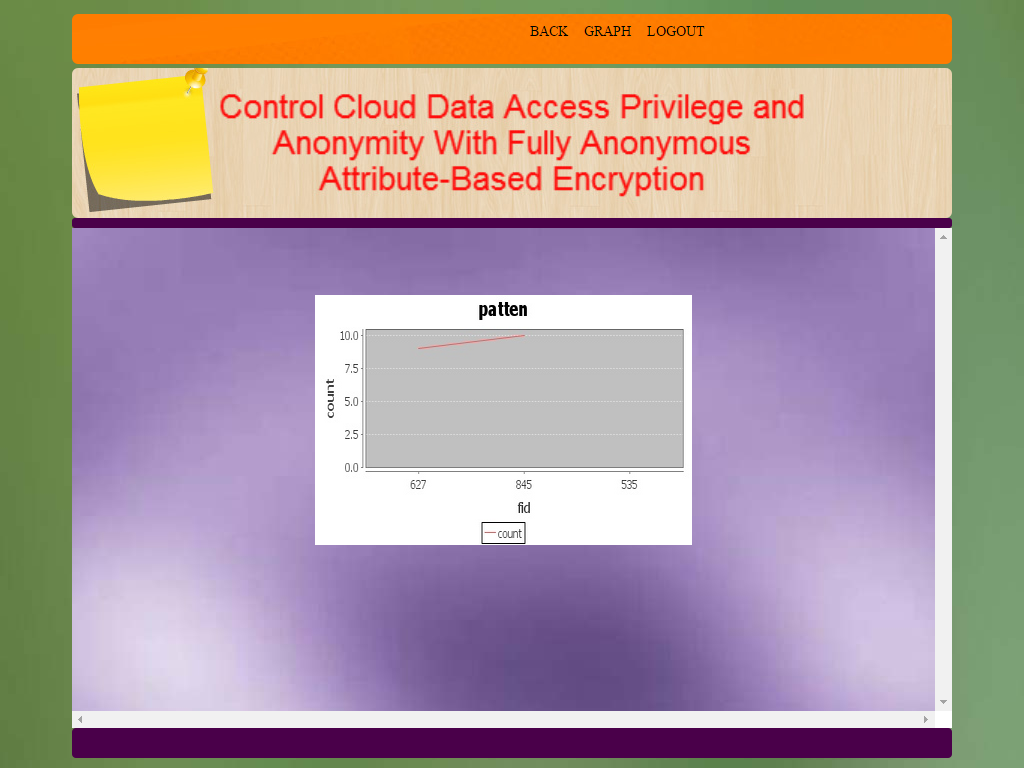 BACK GRAPH LOGOUT
Control Cloud Data Access Privilege and
Anonymity With Fully Anonymous
Attribute-Based Encryption
patten
10.0
7.5
5.0
2.5
0.0
count
627 845 535
fid
count